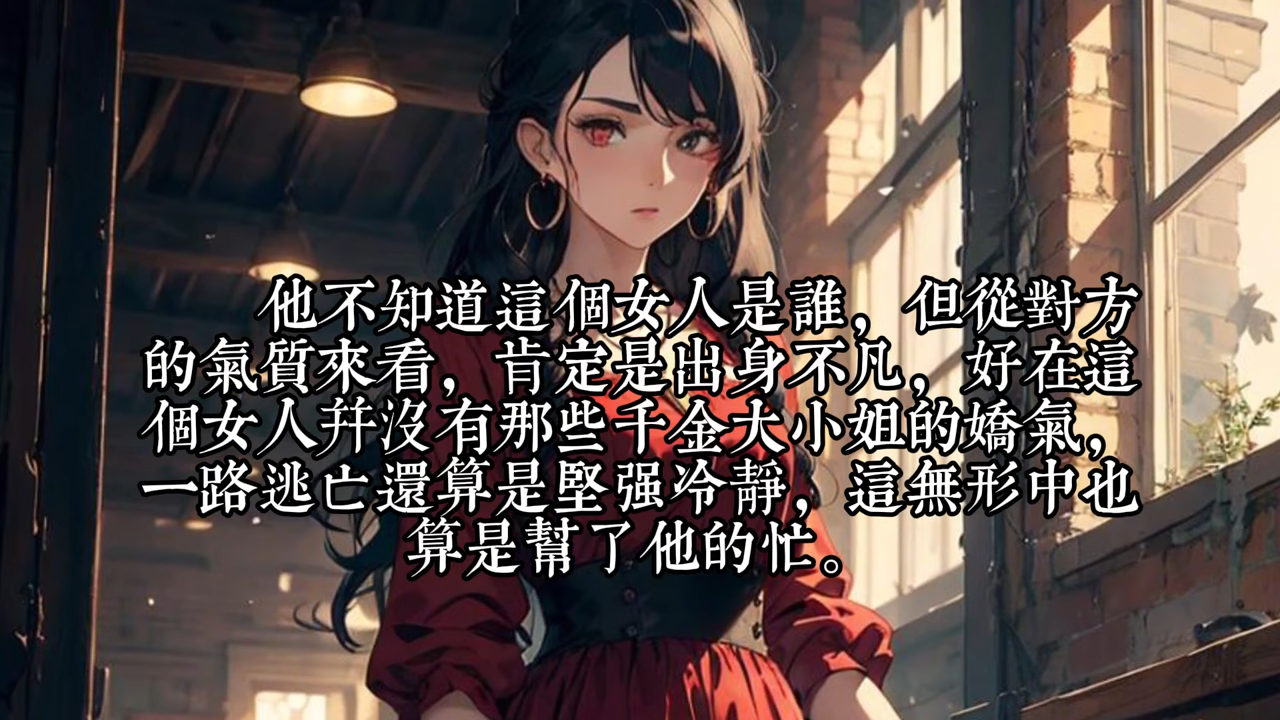 他不知道這個女人是誰，但從對方
的氣質來看，肯定是出身不凡，好在這
個女人并沒有那些千金大小姐的嬌氣，
一路逃亡還算是堅强冷靜，這無形中也
算是幫了他的忙。